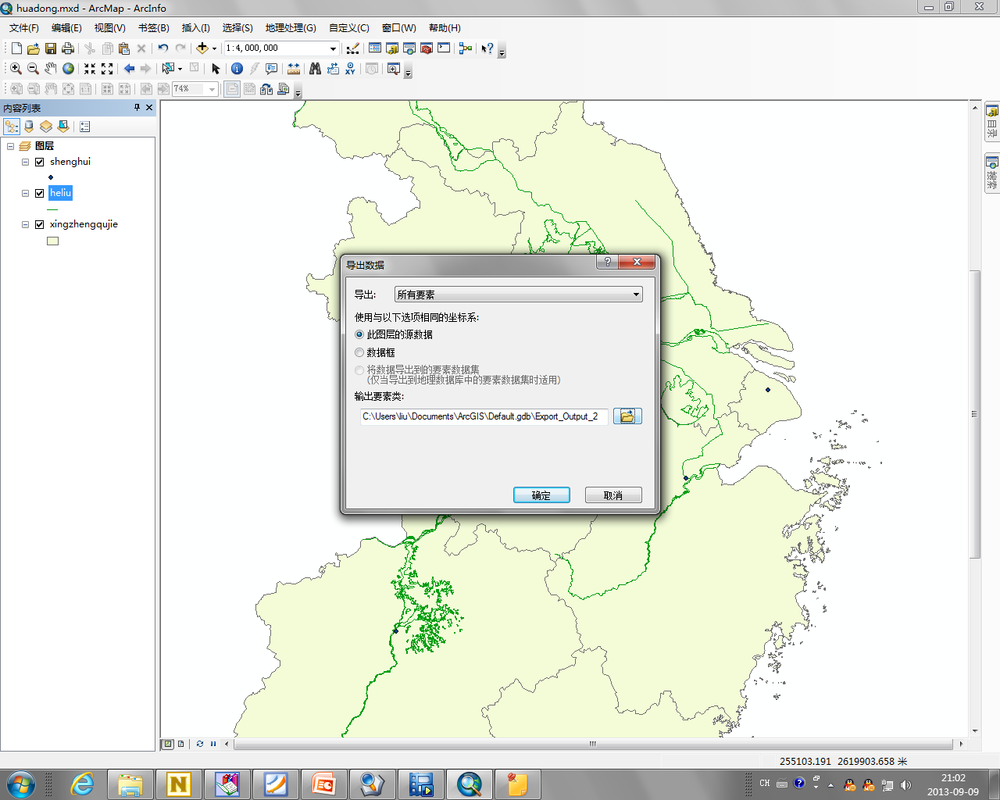 huadong.mxd - ArcMap - ArcInfo
文件(F) 编辑(E) 视图(V) 书签(B) 插入(I) 选择(S) 地理处理(G) 自定义(C) 窗口(W) 帮助(H)
1:4,000,000
XY
1:1 74%
内容列表
图层
shenghui
heliu
xingzhengqujie
目录
搜索
导出数据
导出: 所有要素
使用与以下选项相同的坐标系:
此图层的源数据
数据框
将数据导出到的要素数据集
(仅当导出到地理数据库中的要素数据集时适用)
输出要素类:
C:\Users\liu\Documents\ArcGIS\Default.gdb\Export_Output_2
确定 取消
255103.191 2619903.658 米
CH 21:02
2013-09-09